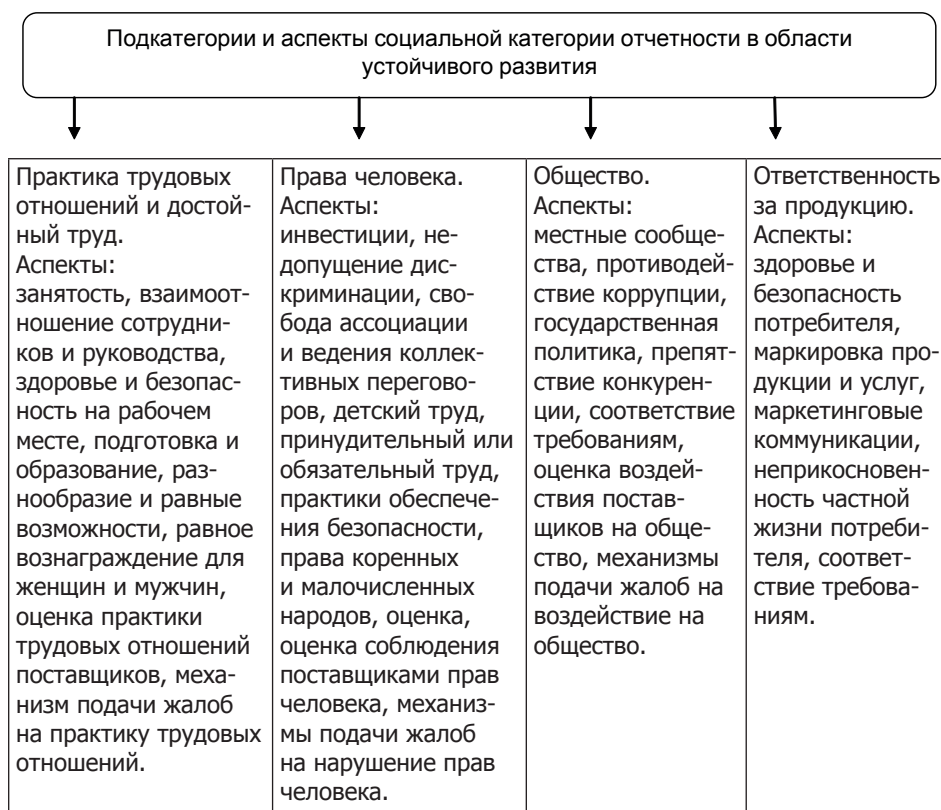 Подкатегории и аспекты социальной категории отчетности в области
устойчивого развития
Практика трудовых
отношений и достой-
ный труд.
Аспекты:
занятость, взаимоот-
ношение сотрудни-
ков и руководства,
здоровье и безопас-
ность на рабочем
месте, подготовка и
образование, раз-
нообразие и равные
возможности, равное
вознаграждение для
женщин и мужчин,
оценка практики
трудовых отношений
поставщиков, меха-
низм подачи жалоб
на практику трудовых
отношений.
Права человека.
Аспекты:
инвестиции, не-
допущение дис-
криминации, сво-
бода ассоциации
и ведения коллек-
тивных перегово-
ров, детский труд,
принудительный или
обязательный труд,
практики обеспече-
ния безопасности,
права коренных
и малочисленных
народов, оценка,
оценка соблюдения
поставщиками прав
человека, механиз-
мы подачи жалоб
на нарушение прав
человека.
Общество.
Аспекты:
местные сообще-
ства, противодей-
ствие коррупции,
государственная
политика, препят-
ствие конкурен-
ции, соответствие
требованиям,
оценка воздей-
ствия постав-
щиков на обще-
ство, механизмы
подачи жалоб на
воздействие на
общество.
Ответственность
за продукцию.
Аспекты:
здоровье и
безопасность
потребителя,
маркировка про-
дукции и услуг,
маркетинговые
коммуникации,
неприкосновен-
ность частной
жизни потреби-
теля, соответ-
ствие требова-
ниям.